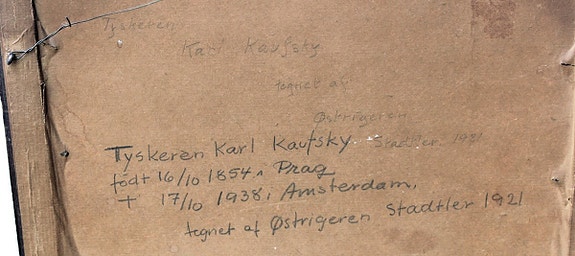 Tyskeren
Karl Kaufsky
tegnet af
Østrigeren
Stadtler 1921
Tyskeren Karl Kaufsky
født 16/10 1854 i Prag
+ 17/10 1938 i Amsterdam,
tegnet af Østrigeren Stadtler 1921